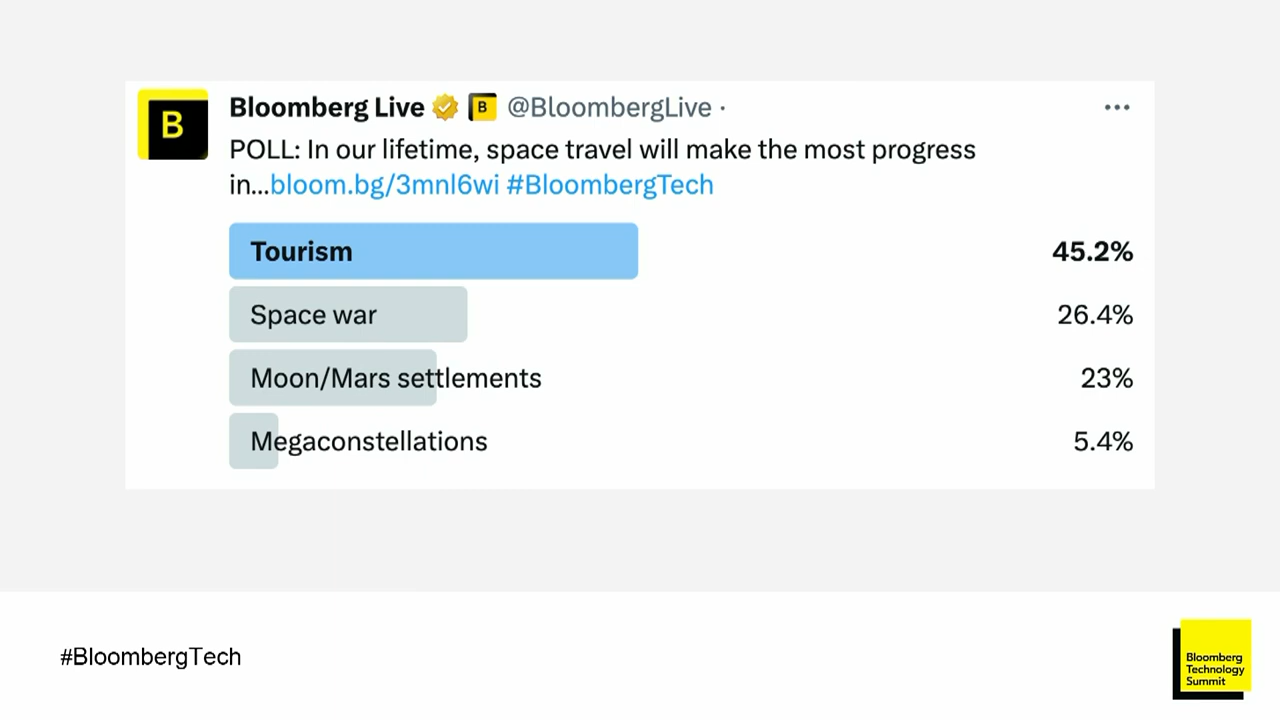 B
Bloomberg Live B @BloombergLive · ...
POLL: In our lifetime, space travel will make the most progress
in...bloom.bg/3mnl6wi #BloombergTech
Tourism 45.2%
Space war 26.4%
Moon/Mars settlements 23%
Megaconstellations 5.4%
#BloombergTech
Bloomberg
Technology
Summit